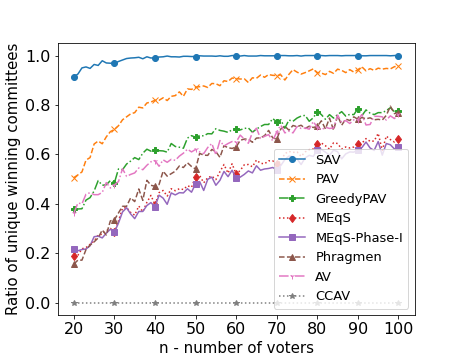 1.0
0.8
0.6
0.4
0.2
0.0
Ratio of unique winning committees
20 30 40 50 60 70 80 90 100
n - number of voters
SAV
PAV
GreedyPAV
MEqS
MEqS-Phase-I
Phragmen
AV
CCAV